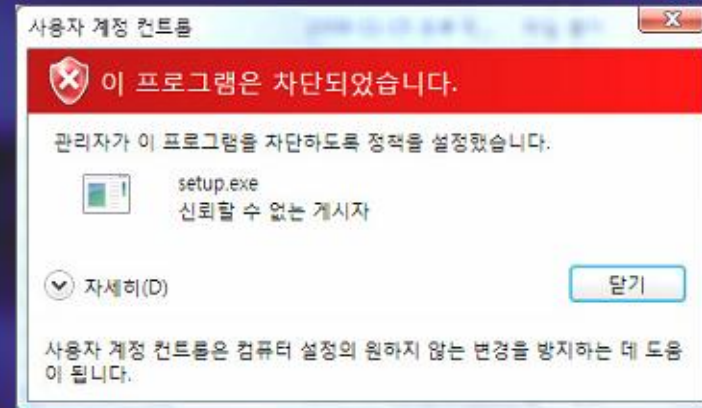 사용자 계정 컨트롤
이 프로그램은 차단되었습니다.
관리자가 이 프로그램을 차단하도록 정책을 설정했습니다.
setup.exe
신뢰할 수 없는 게시자
자세히(D)
닫기
사용자 계정 컨트롤은 컴퓨터 설정의 원하지 않는 변경을 방지하는 데 도움
이 됩니다.